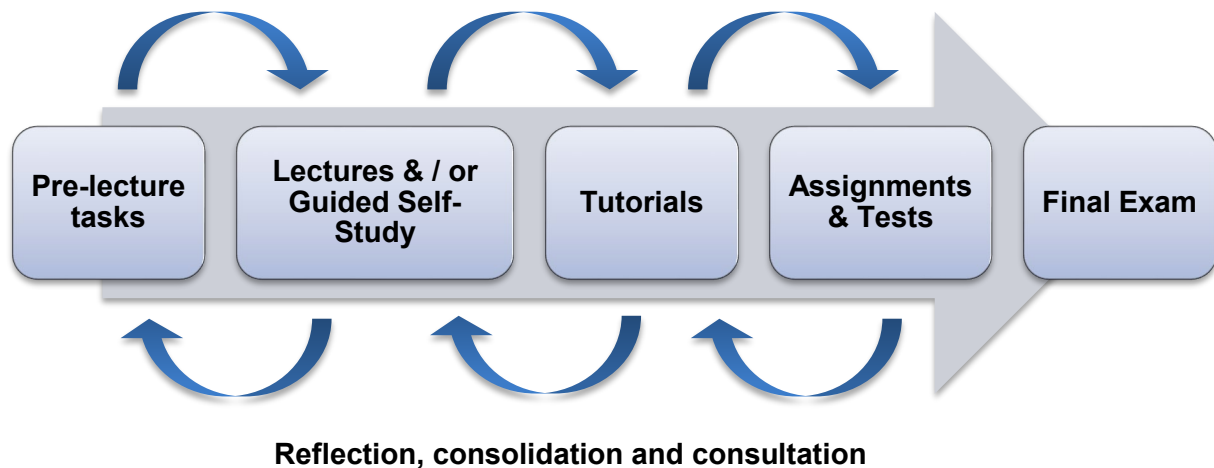 Pre-lecture
tasks
Lectures & / or
Guided Self-
Study
Tutorials
Assignments
& Tests
Final Exam
Reflection, consolidation and consultation